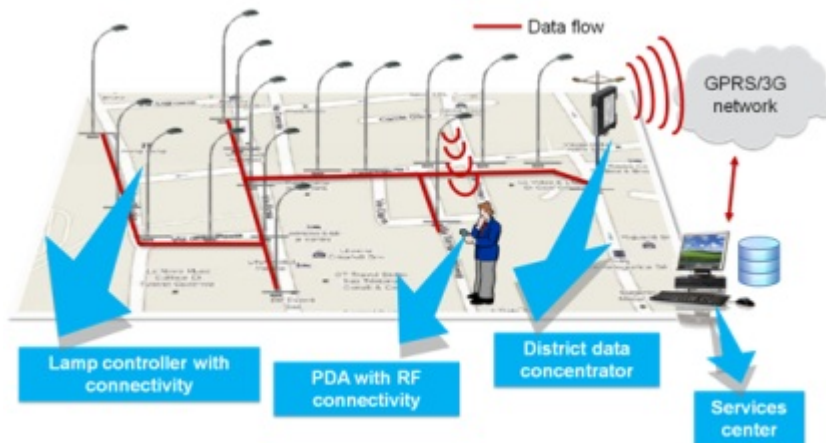 Data flow
GPRS/3G
network
Lamp controller with
connectivity
PDA with RF
connectivity
District data
concentrator
Services
center